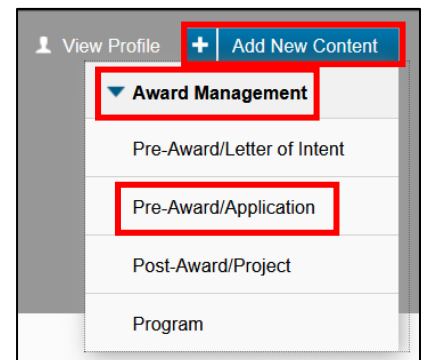 View Profile + Add New Content
Award Management
Pre-Award/Letter of Intent
Pre-Award/Application
Post-Award/Project
Program